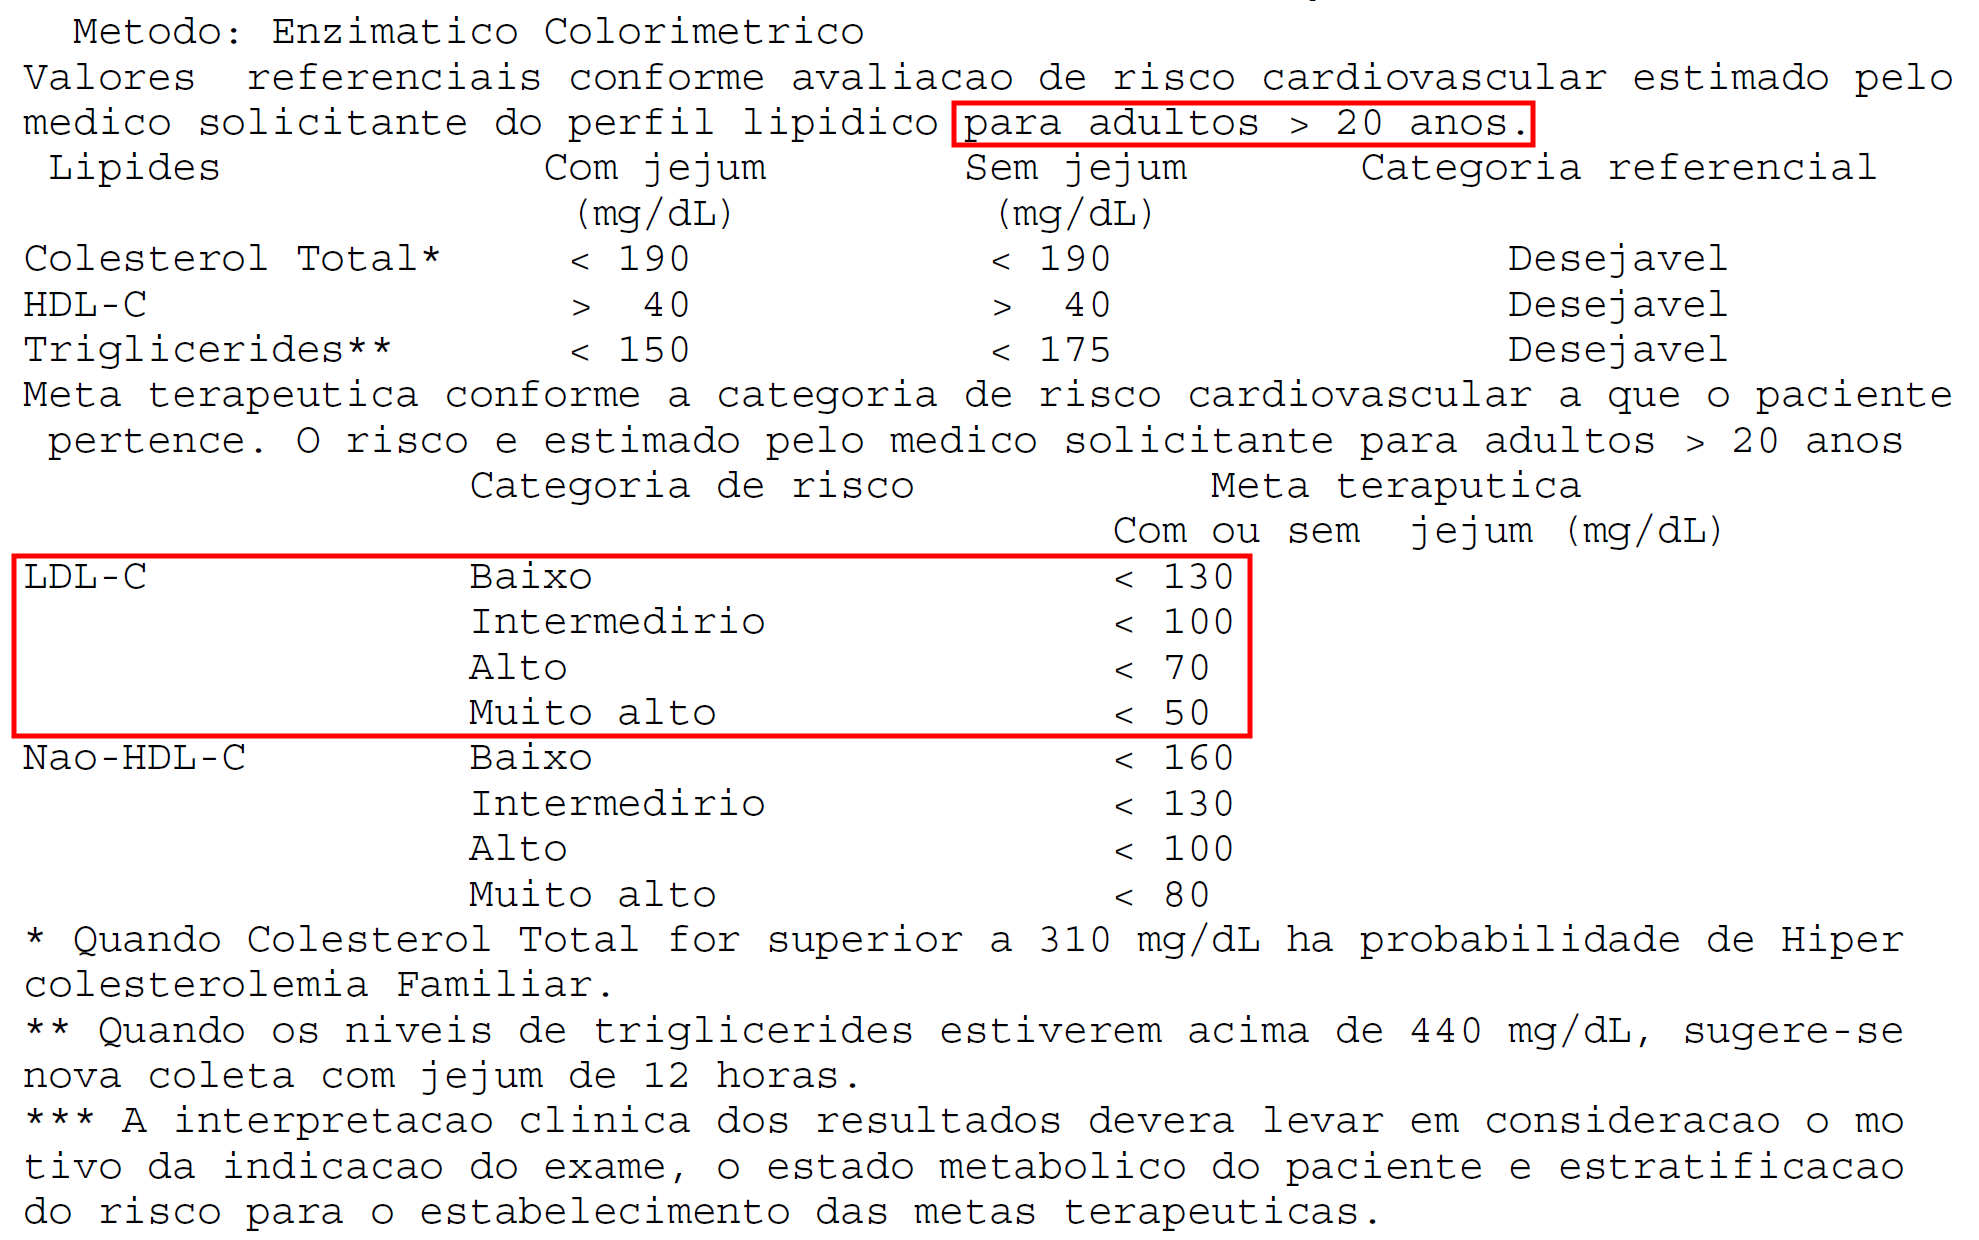 Metodo: Enzimatico Colorimetrico
Valores referenciais conforme avaliacao de risco cardiovascular estimado pelo
medico solicitante do perfil lipidico para adultos > 20 anos.
Lipides Com jejum Sem jejum Categoria referencial
(mg/dL) (mg/dL)
Colesterol Total* < 190 < 190 Desejavel
HDL-C > 40 > 40 Desejavel
Triglicerides** < 150 < 175 Desejavel
Meta terapeutica conforme a categoria de risco cardiovascular a que o paciente
pertence. O risco e estimado pelo medico solicitante para adultos > 20 anos
Categoria de risco Meta teraputica
Com ou sem jejum (mg/dL)
LDL-C Baixo < 130
Intermedirio < 100
Alto < 70
Muito alto < 50
Nao-HDL-C Baixo < 160
Intermedirio < 130
Alto < 100
Muito alto < 80
* Quando Colesterol Total for superior a 310 mg/dL ha probabilidade de Hiper
colesterolemia Familiar.
** Quando os niveis de triglicerides estiverem acima de 440 mg/dL, sugere-se
nova coleta com jejum de 12 horas.
*** A interpretacao clinica dos resultados devera levar em consideracao o mo
tivo da indicacao do exame, o estado metabolico do paciente e estratificacao
do risco para o estabelecimento das metas terapeuticas.